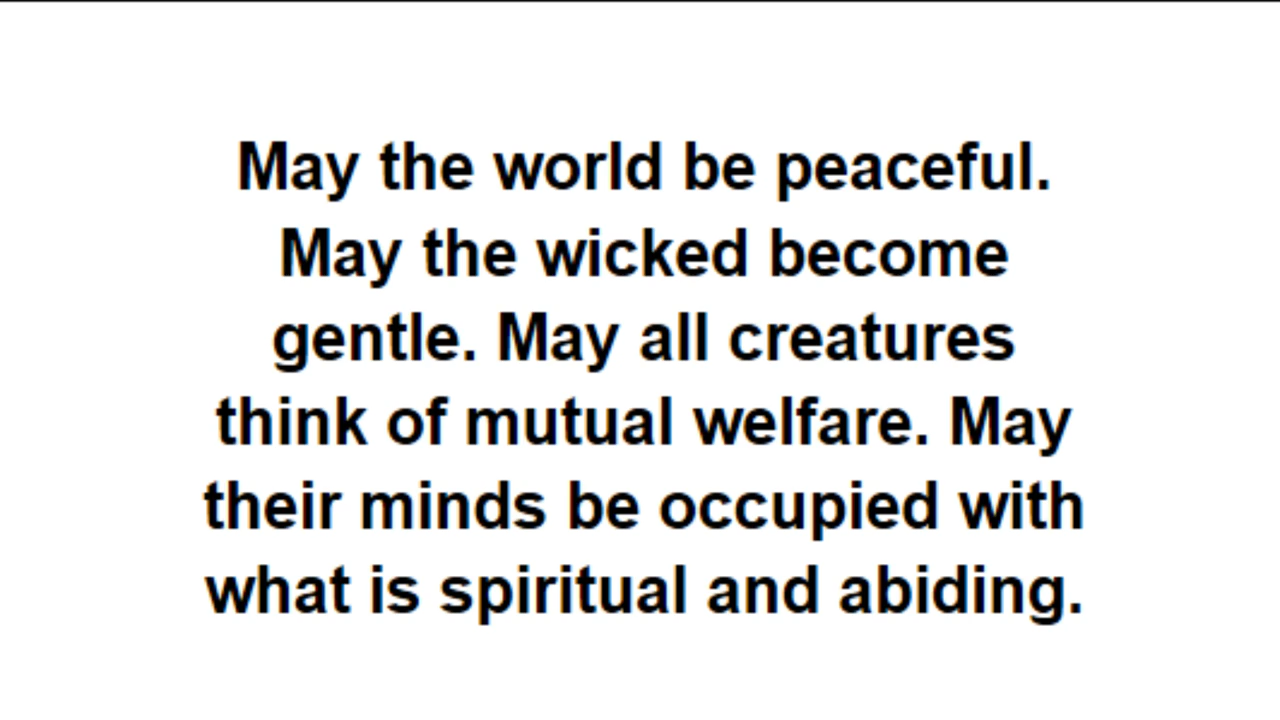 May the world be peaceful.
May the wicked become
gentle. May all creatures
think of mutual welfare. May
their minds be occupied with
what is spiritual and abiding.